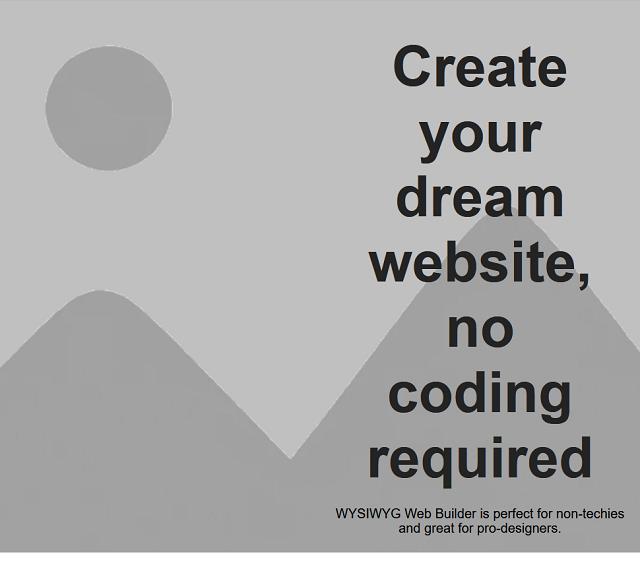 Create
your
dream
website,
no
coding
required
WYSIWYG Web Builder is perfect for non-techies
and great for pro-designers.